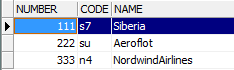 NUMBER CODE NAME
111 s7 Siberia
222 su Aeroflot
333 n4 NordwindAirlines